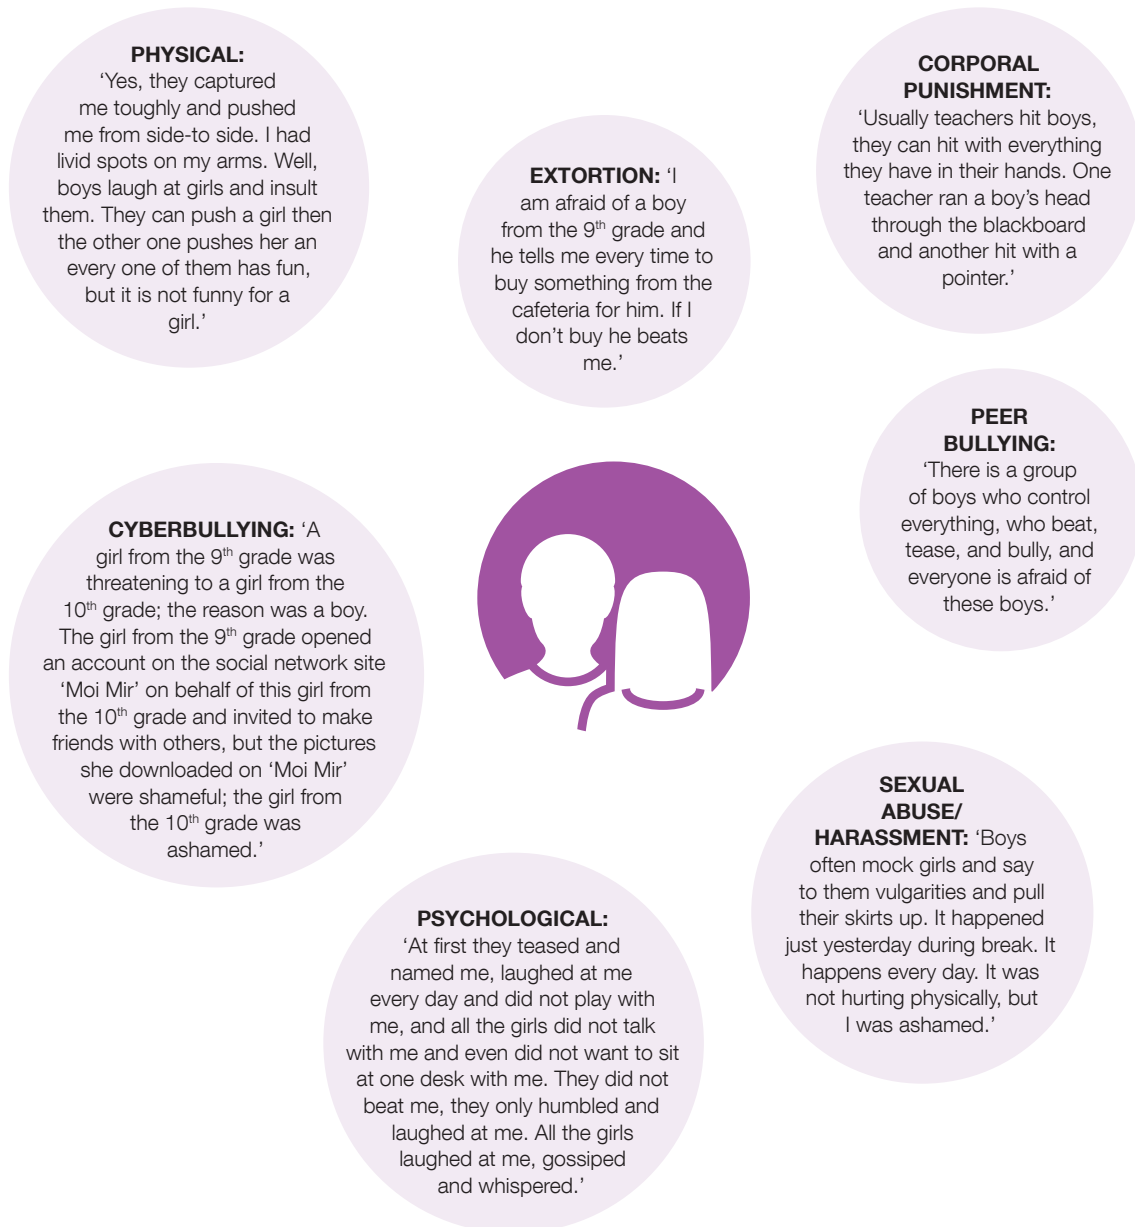 PHYSICAL:
‘Yes, they captured
me toughly and pushed
me from side-to side. I had
livid spots on my arms. Well,
boys laugh at girls and insult
them. They can push a girl then
the other one pushes her an
every one of them has fun,
but it is not funny for a
girl.’
EXTORTION: ‘I
am afraid of a boy
from the 9th grade and
he tells me every time to
buy something from the
cafeteria for him. If I
don’t buy he beats
me.’
CORPORAL
PUNISHMENT:
‘Usually teachers hit boys,
they can hit with everything
they have in their hands. One
teacher ran a boy’s head
through the blackboard
and another hit with a
pointer.’
PEER
BULLYING:
‘There is a group
of boys who control
everything, who beat,
tease, and bully, and
everyone is afraid of
these boys.’
CYBERBULLYING: ‘A
girl from the 9th grade was
threatening to a girl from the
10th grade; the reason was a boy.
The girl from the 9th grade opened
an account on the social network site
‘Moi Mir’ on behalf of this girl from
the 10th grade and invited to make
friends with others, but the pictures
she downloaded on ‘Moi Mir’
were shameful; the girl from
the 10th grade was
ashamed.’
SEXUAL
ABUSE/
HARASSMENT: ‘Boys
often mock girls and say
to them vulgarities and pull
their skirts up. It happened
just yesterday during break. It
happens every day. It was
not hurting physically, but
I was ashamed.’
PSYCHOLOGICAL:
‘At first they teased and
named me, laughed at me
every day and did not play with
me, and all the girls did not talk
with me and even did not want to sit
at one desk with me. They did not
beat me, they only humbled and
laughed at me. All the girls
laughed at me, gossiped
and whispered.’